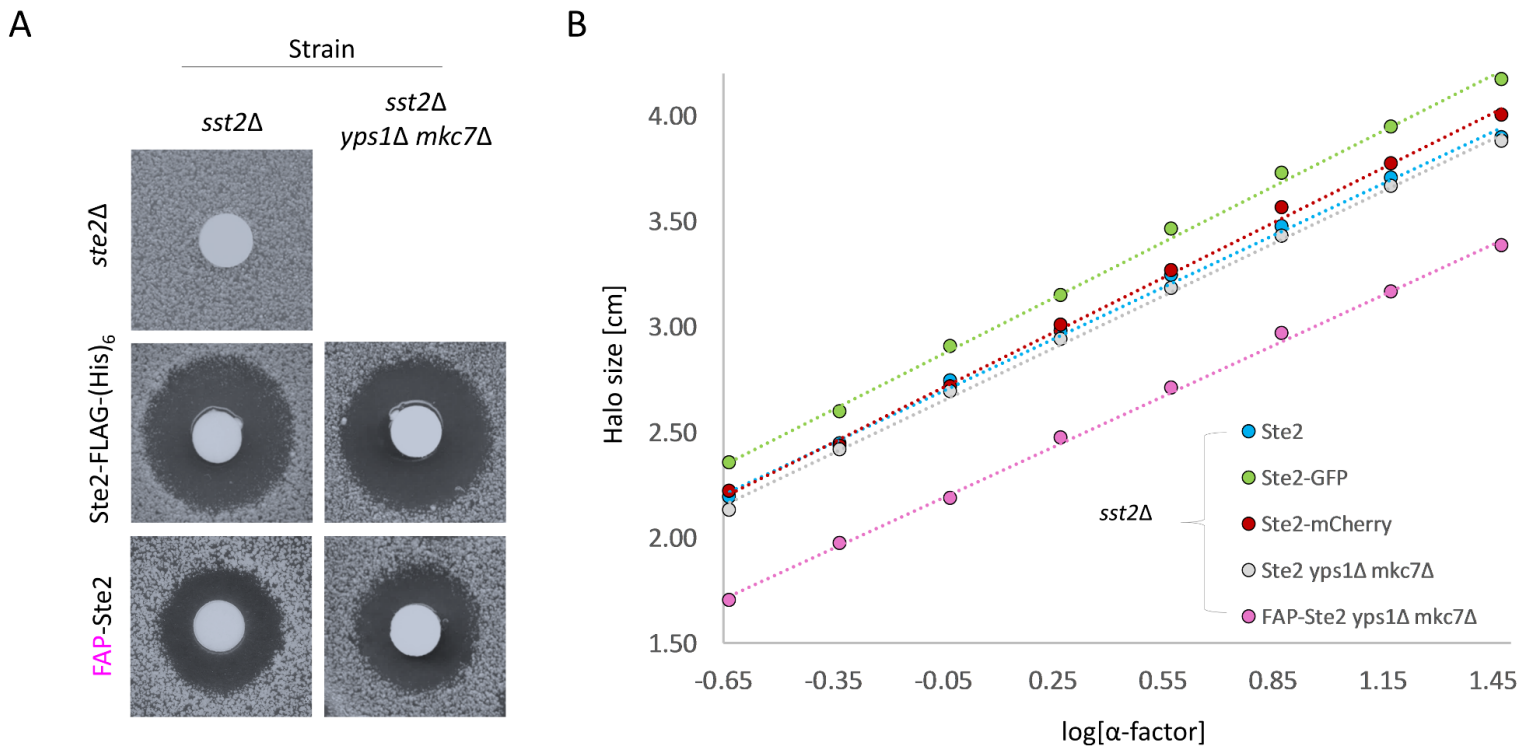 A
Strain
sst2Δ
sst2Δ
yps1Δ mkc7Δ
ste2Δ
Ste2-FLAG-(His)6
FAP-Ste2
B
Halo size [cm]
4.00
3.50
3.00
2.50
2.00
1.50
-0.65 -0.35 -0.05 0.25 0.55 0.85 1.15 1.45
log[α-factor]
sst2Δ
Ste2
Ste2-GFP
Ste2-mCherry
Ste2 yps1Δ mkc7Δ
FAP-Ste2 yps1Δ mkc7Δ